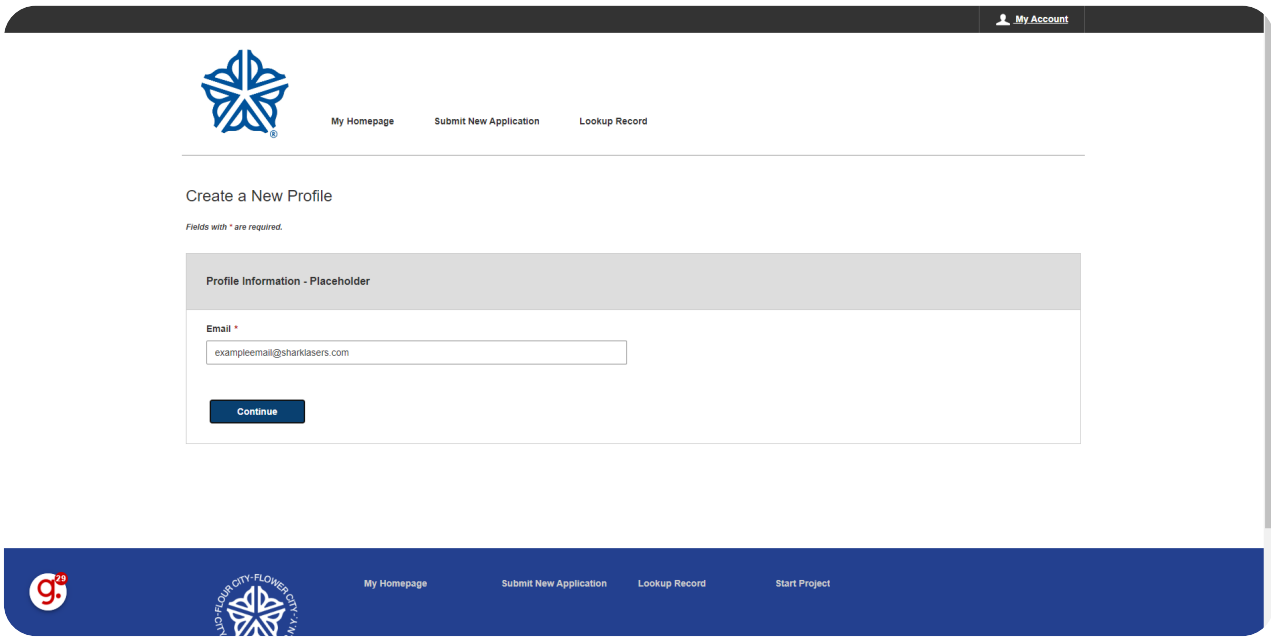 My Account
®
My Homepage Submit New Application Lookup Record
Create a New Profile
Fields with * are required.
Profile Information - Placeholder
Email *
exampleemail@sharklasers.com
Continue
g. 29
FLOUR CITY-FLOWER CITY-
My Homepage Submit New Application Lookup Record Start Project